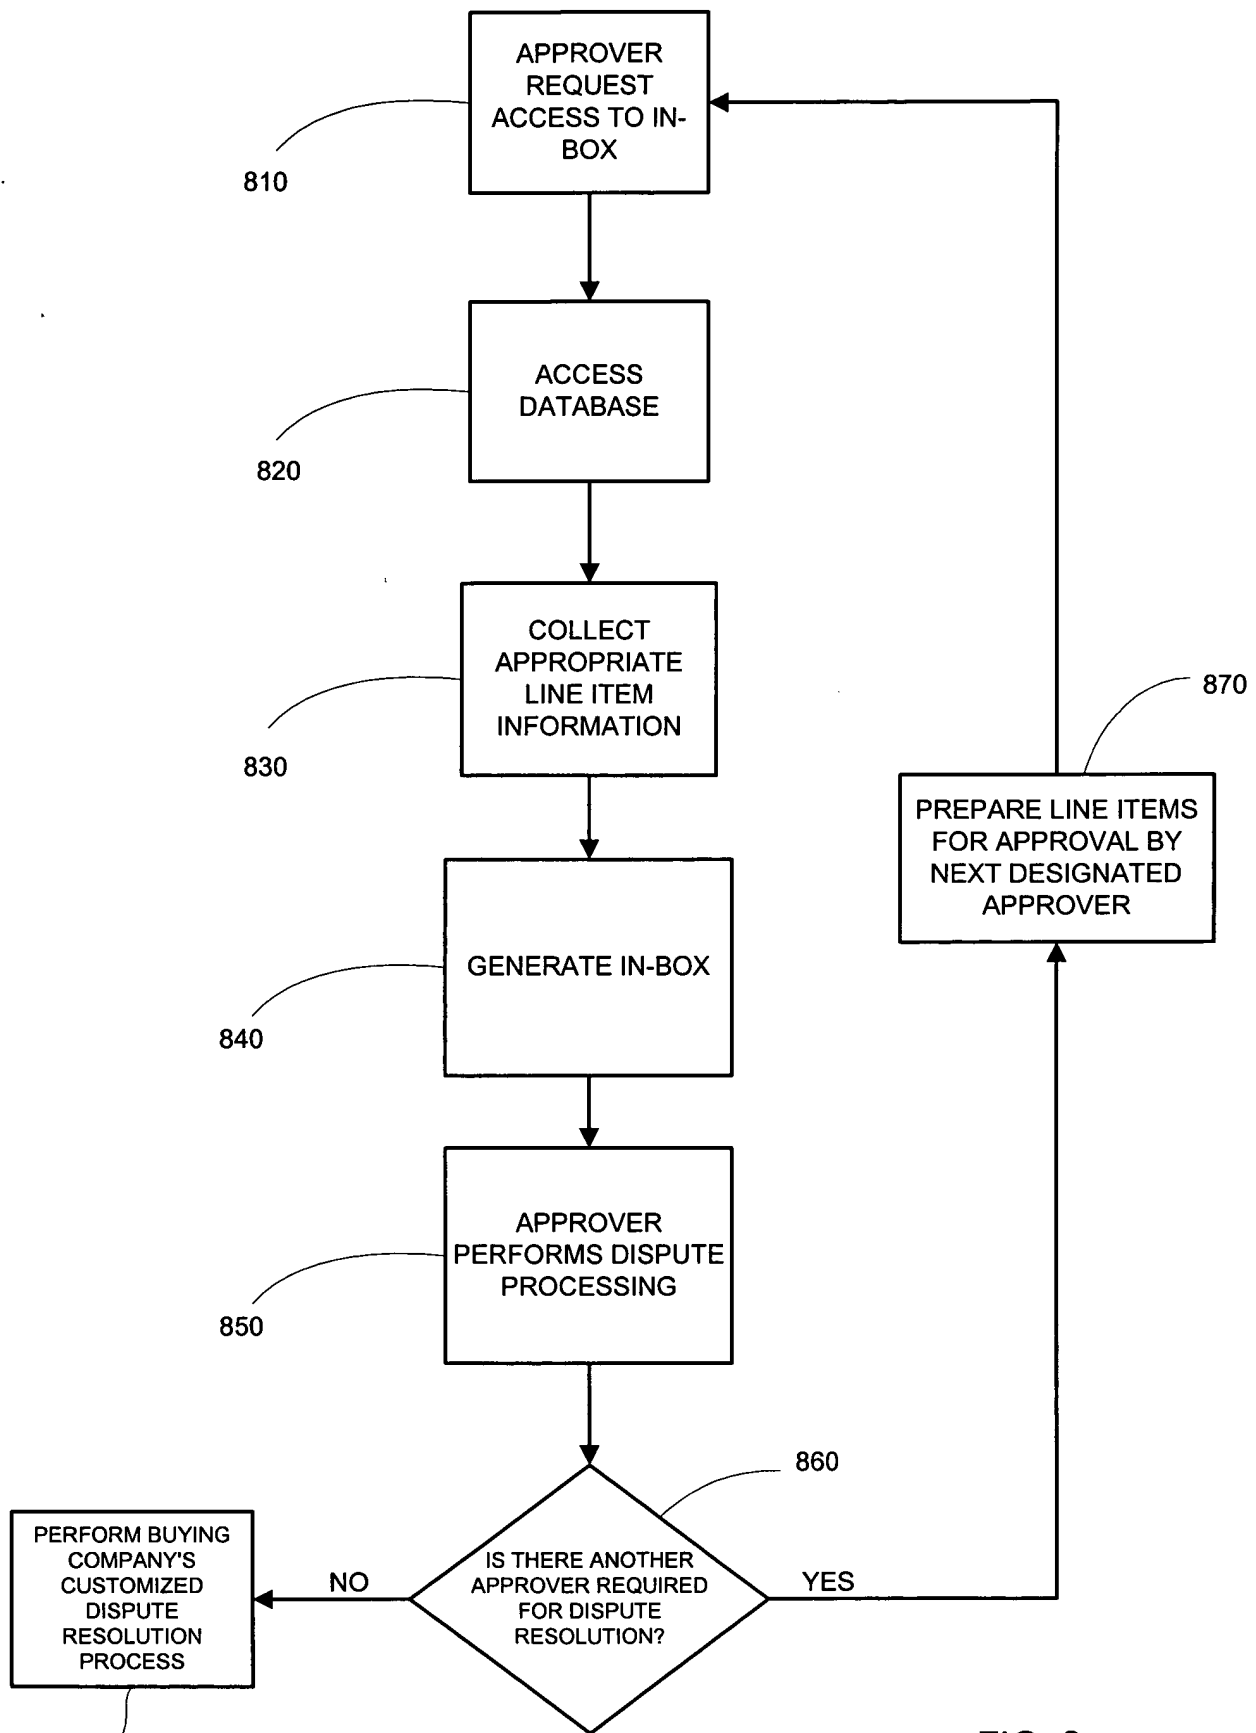 APPROVER
REQUEST
ACCESS TO IN-
BOX
810
ACCESS
DATABASE
820
COLLECT
APPROPRIATE
LINE ITEM
INFORMATION
830
870
PREPARE LINE ITEMS
FOR APPROVAL BY
NEXT DESIGNATED
APPROVER
GENERATE IN-BOX
840
APPROVER
PERFORMS DISPUTE
PROCESSING
850
860
IS THERE ANOTHER
APPROVER REQUIRED
FOR DISPUTE
RESOLUTION?
NO
YES
PERFORM BUYING
COMPANY'S
CUSTOMIZED
DISPUTE
RESOLUTION
PROCESS